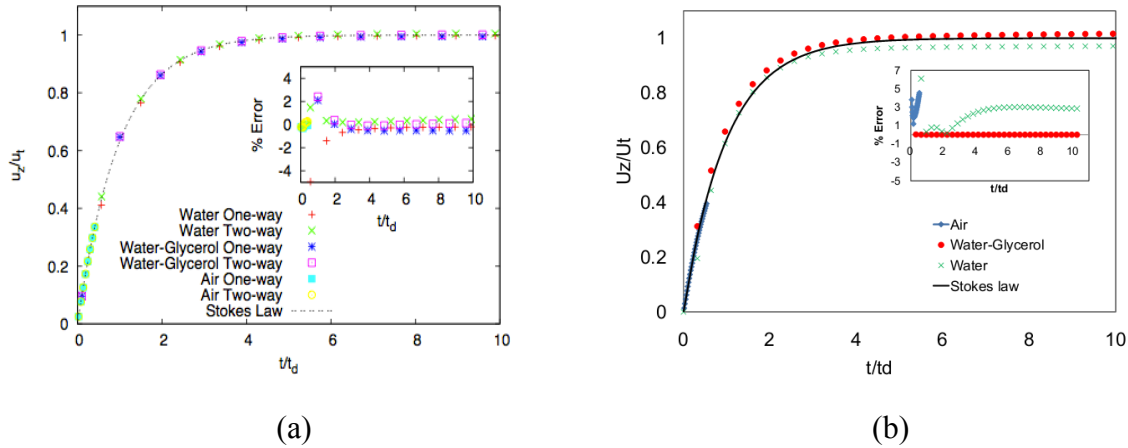 1
0.8
0.6
0.4
0.2
0
u_z/u_t
0 2 4 6 8 10
t/t_d
4
2
0
-2
-4
% Error
0 2 4 6 8 10
t/t_d
Water One-way
Water Two-way
Water-Glycerol One-way
Water-Glycerol Two-way
Air One-way
Air Two-way
Stokes Law
(a)
1
0.8
0.6
0.4
0.2
0
Uz/Ut
0 2 4 6 8 10
t/td
7
5
3
1
-1
-3
-5
% Error
0 2 4 6 8 10
t/td
Air
Water-Glycerol
Water
Stokes law
(b)